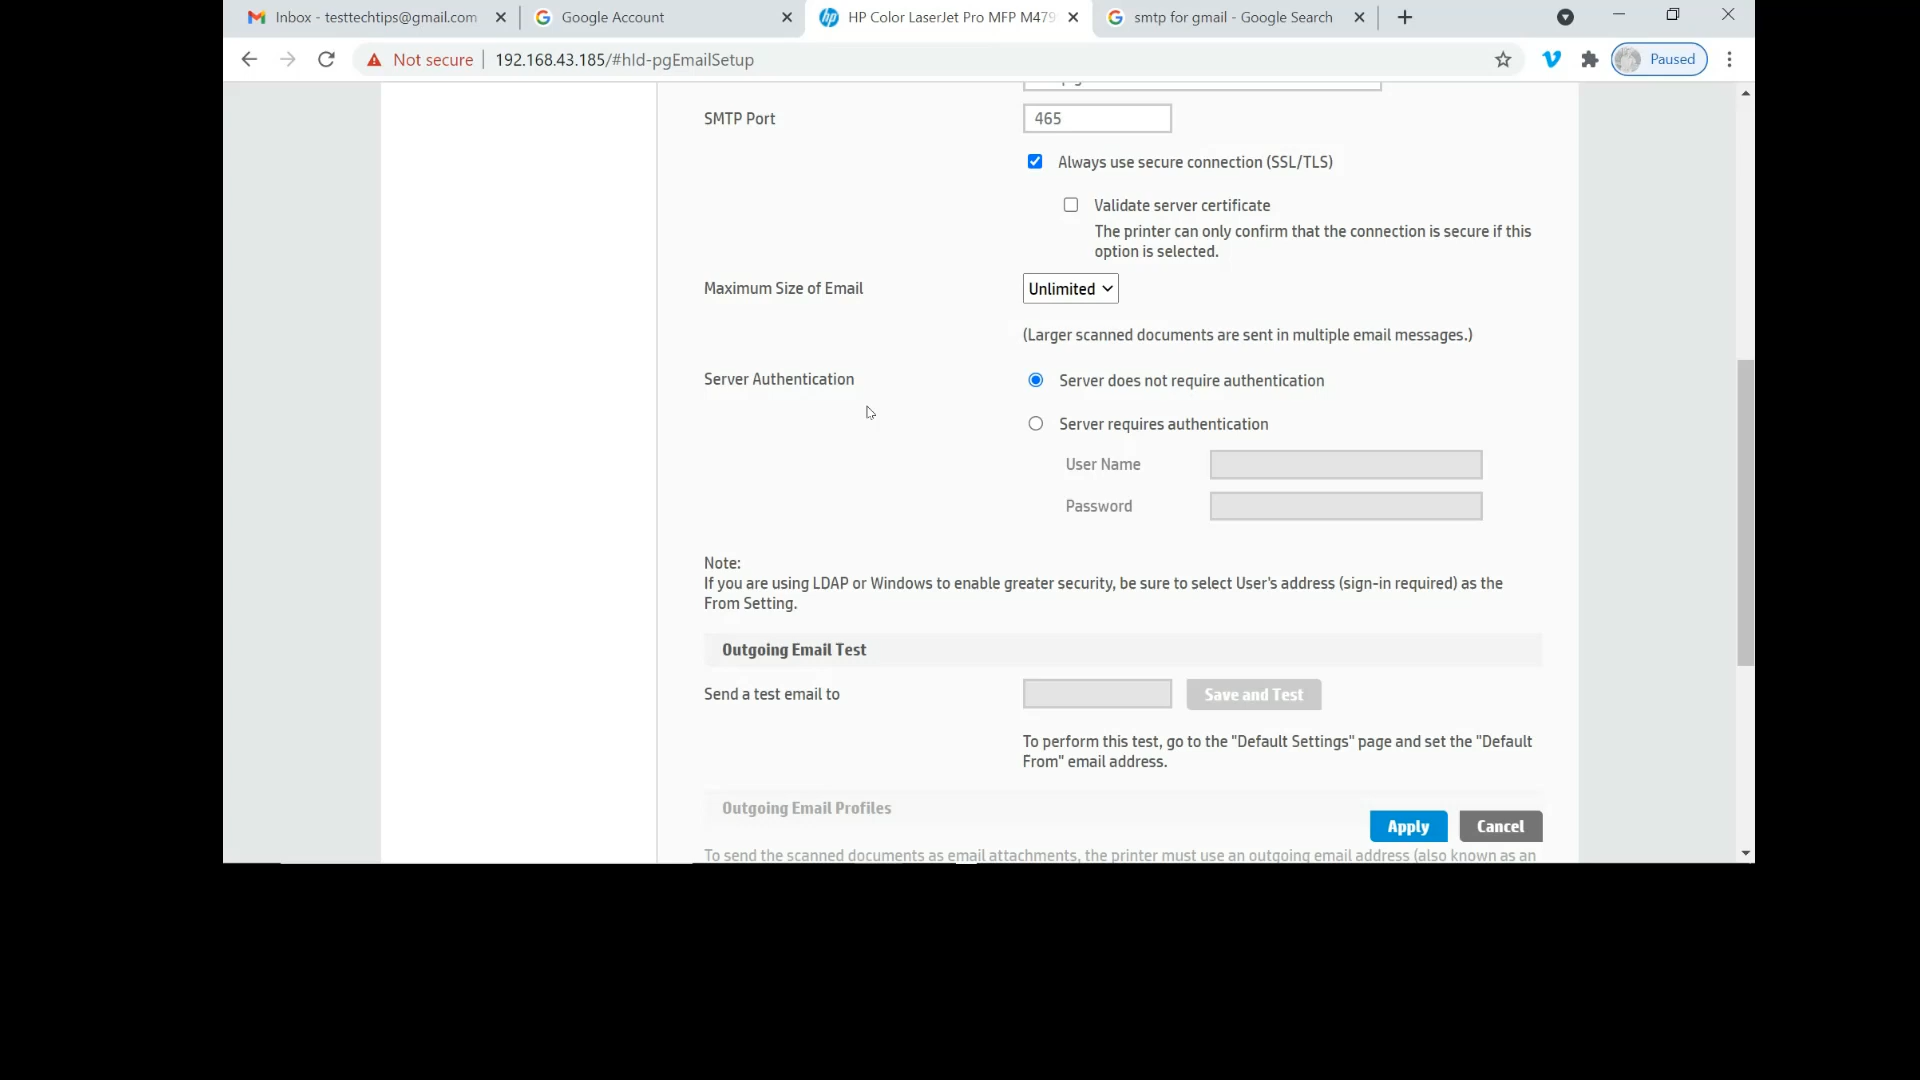 Inbox - testtechtips@gmail.com
Google Account
HP Color LaserJet Pro MFP M479
smtp for gmail - Google Search
Not secure
192.168.43.185/#hId-pgEmailSetup
Paused
SMTP Port
465
Always use secure connection (SSL/TLS)
Validate server certificate
The printer can only confirm that the connection is secure if this
option is selected.
Maximum Size of Email
Unlimited
(Larger scanned documents are sent in multiple email messages.)
Server Authentication
Server does not require authentication
Server requires authentication
User Name
Password
Note:
If you are using LDAP or Windows to enable greater security, be sure to select User's address (sign-in required) as the
From Setting.
Outgoing Email Test
Send a test email to
Save and Test
To perform this test, go to the "Default Settings" page and set the "Default
From" email address.
Outgoing Email Profiles
Apply
Cancel
To send the scanned documents as email attachments, the printer must use an outgoing email address (also known as an